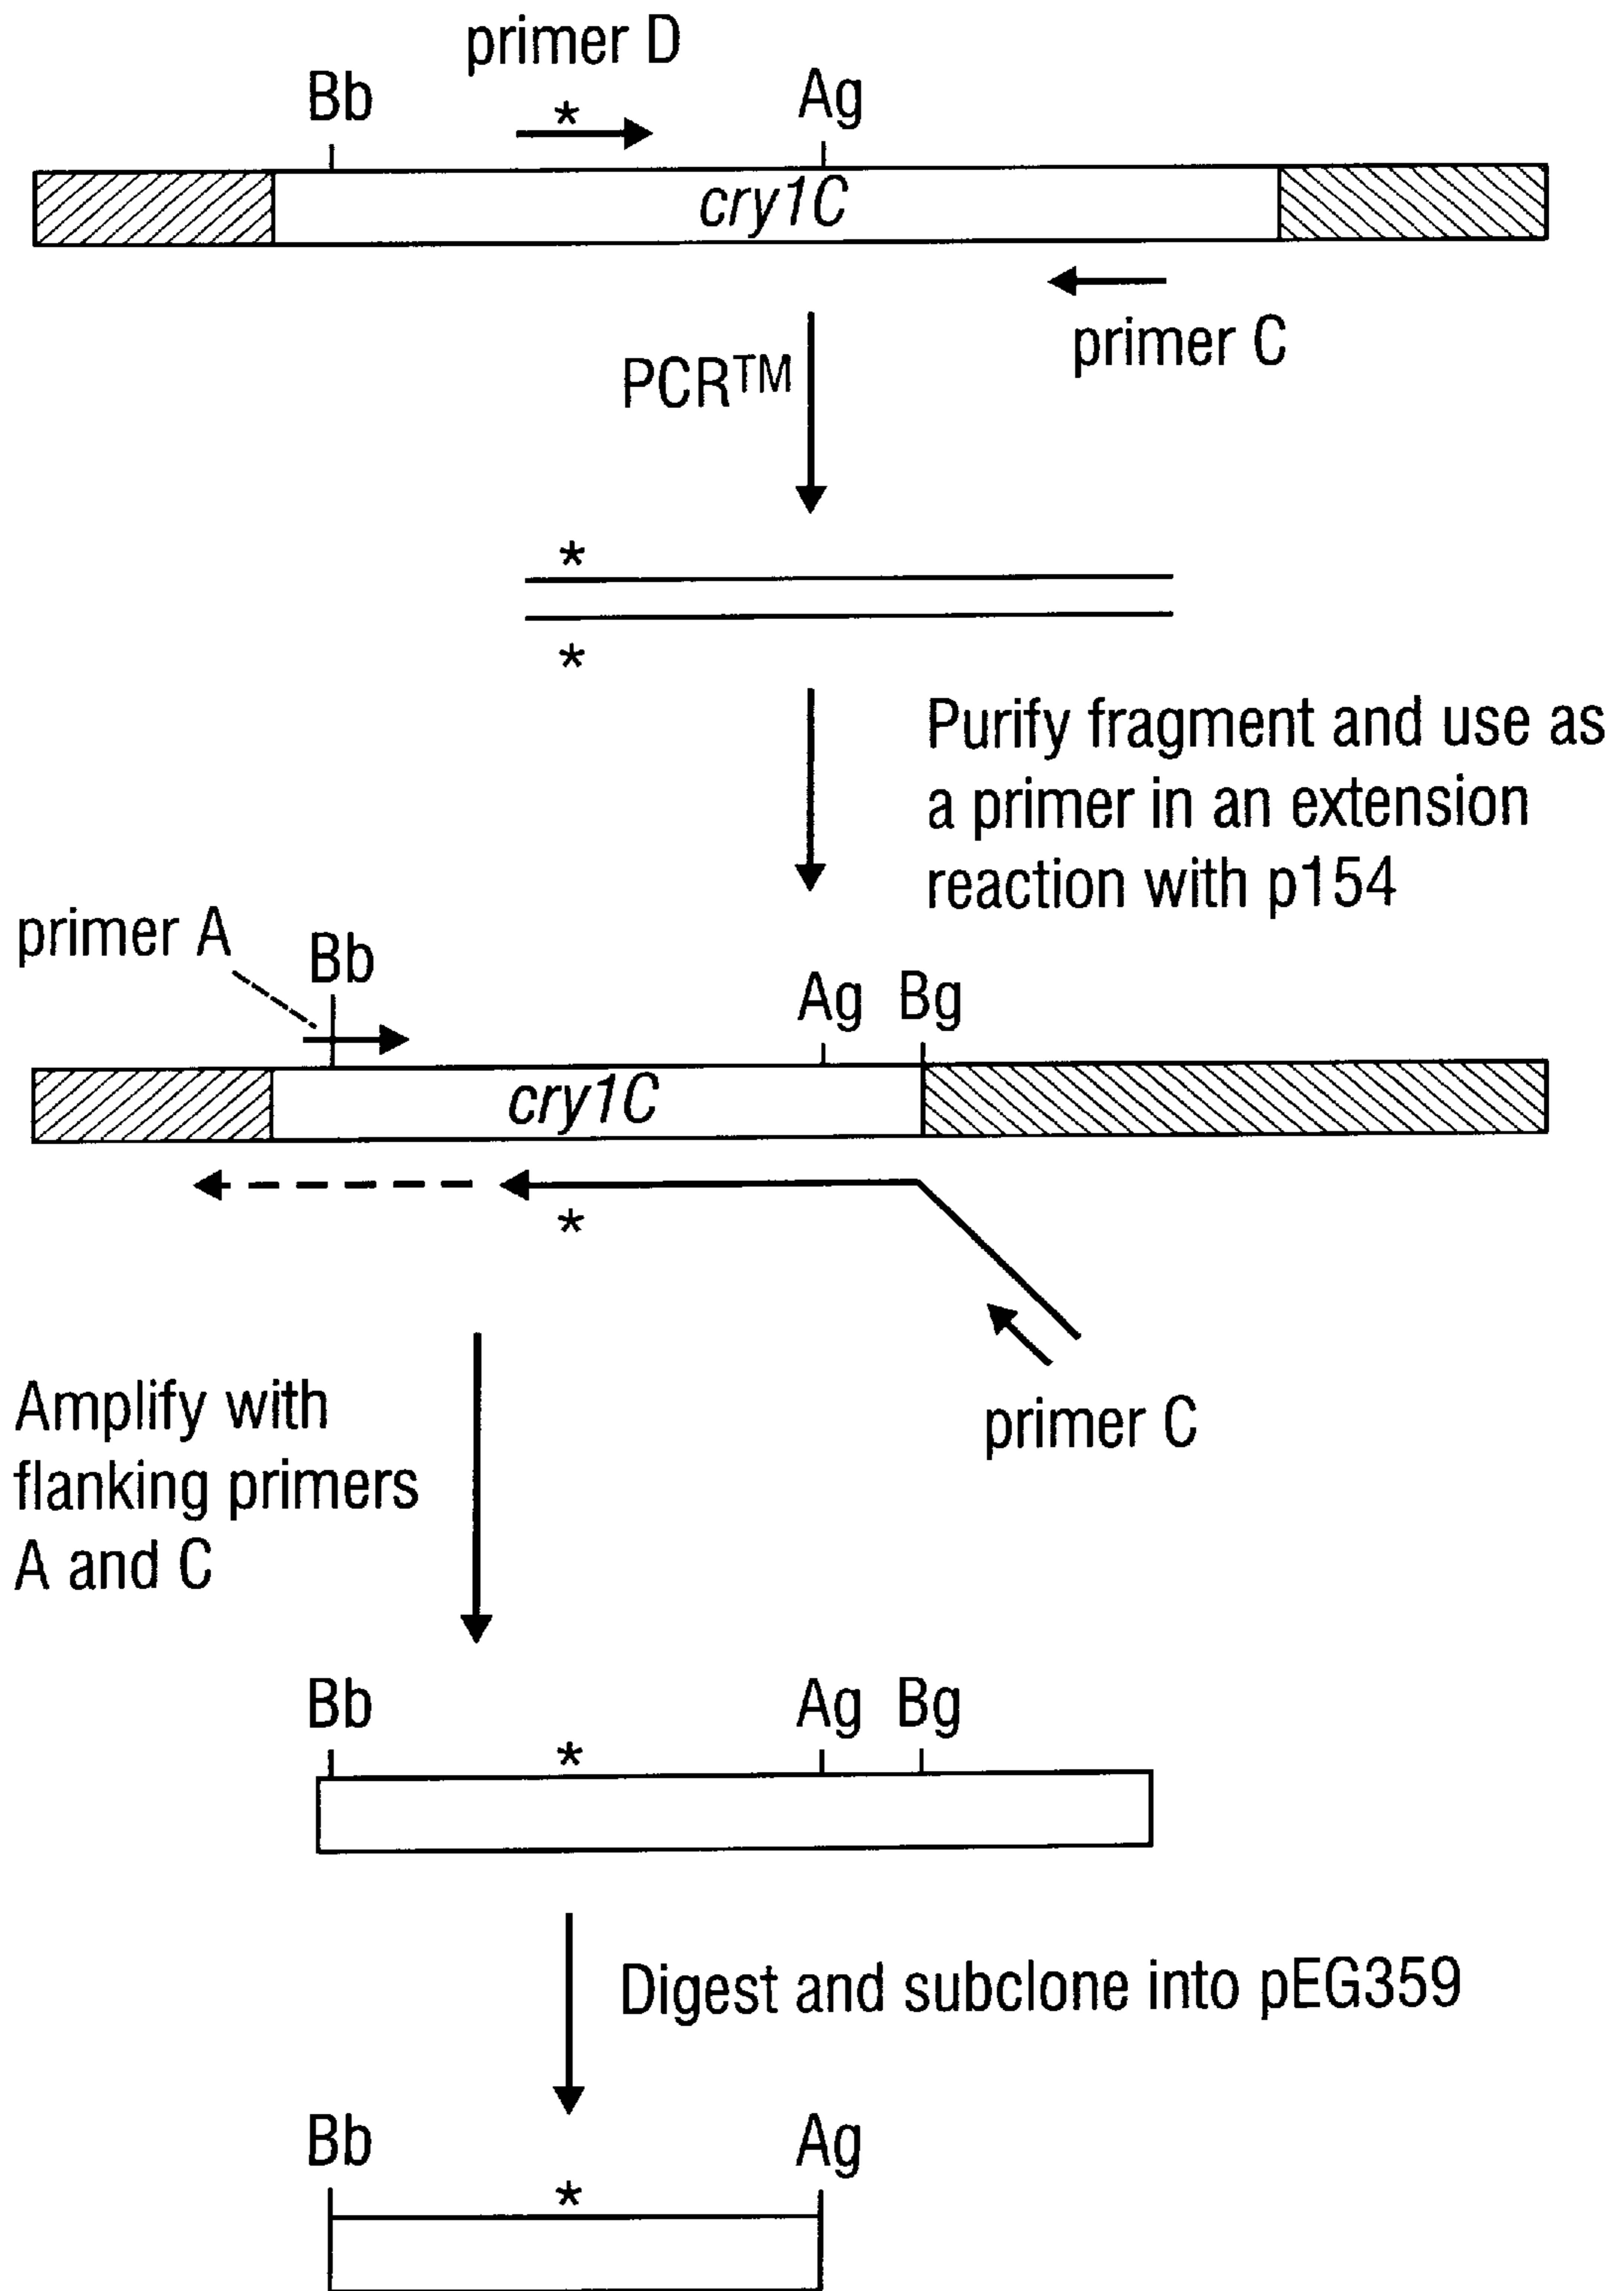 primer D
Bb
*
Ag
cry1C
primer C
PCR™
*
*
Purify fragment and use as
a primer in an extension
reaction with p154
primer A
Bb
Ag
Bg
cry1C
*
primer C
Amplify with
flanking primers
A and C
Bb
*
Ag
Bg
Digest and subclone into pEG359
Bb
*
Ag